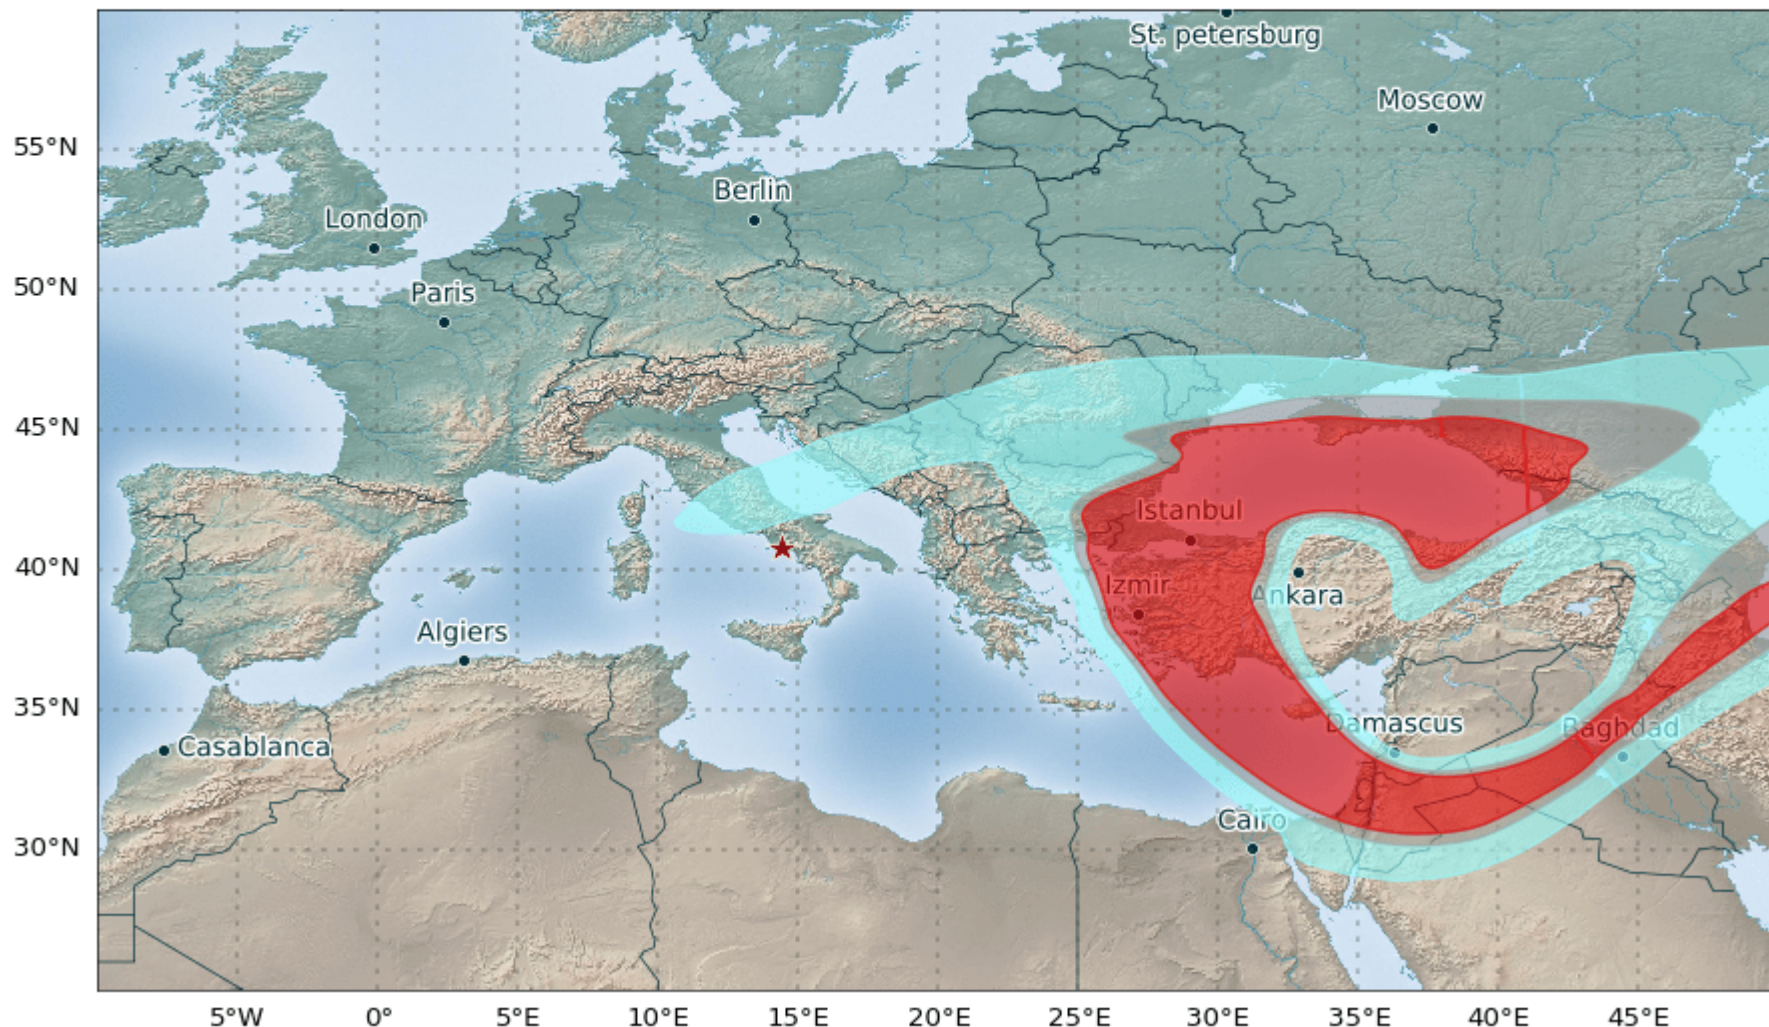 St. petersburg
Moscow
55°N
Berlin
London
50°N
Paris
45°N
Istanbul
40°N
Izmir
Ankara
Algiers
35°N
Damascus
Baghdad
Casablanca
Cairo
30°N
5°W
0°
5°E
10°E
15°E
20°E
25°E
30°E
35°E
40°E
45°E